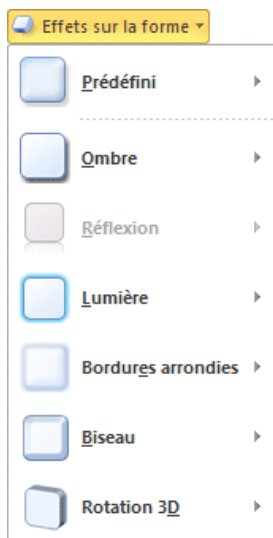 Effets sur la forme
Prédéfini
Ombre
Réflexion
Lumière
Bordures arrondies
Biseau
Rotation 3D